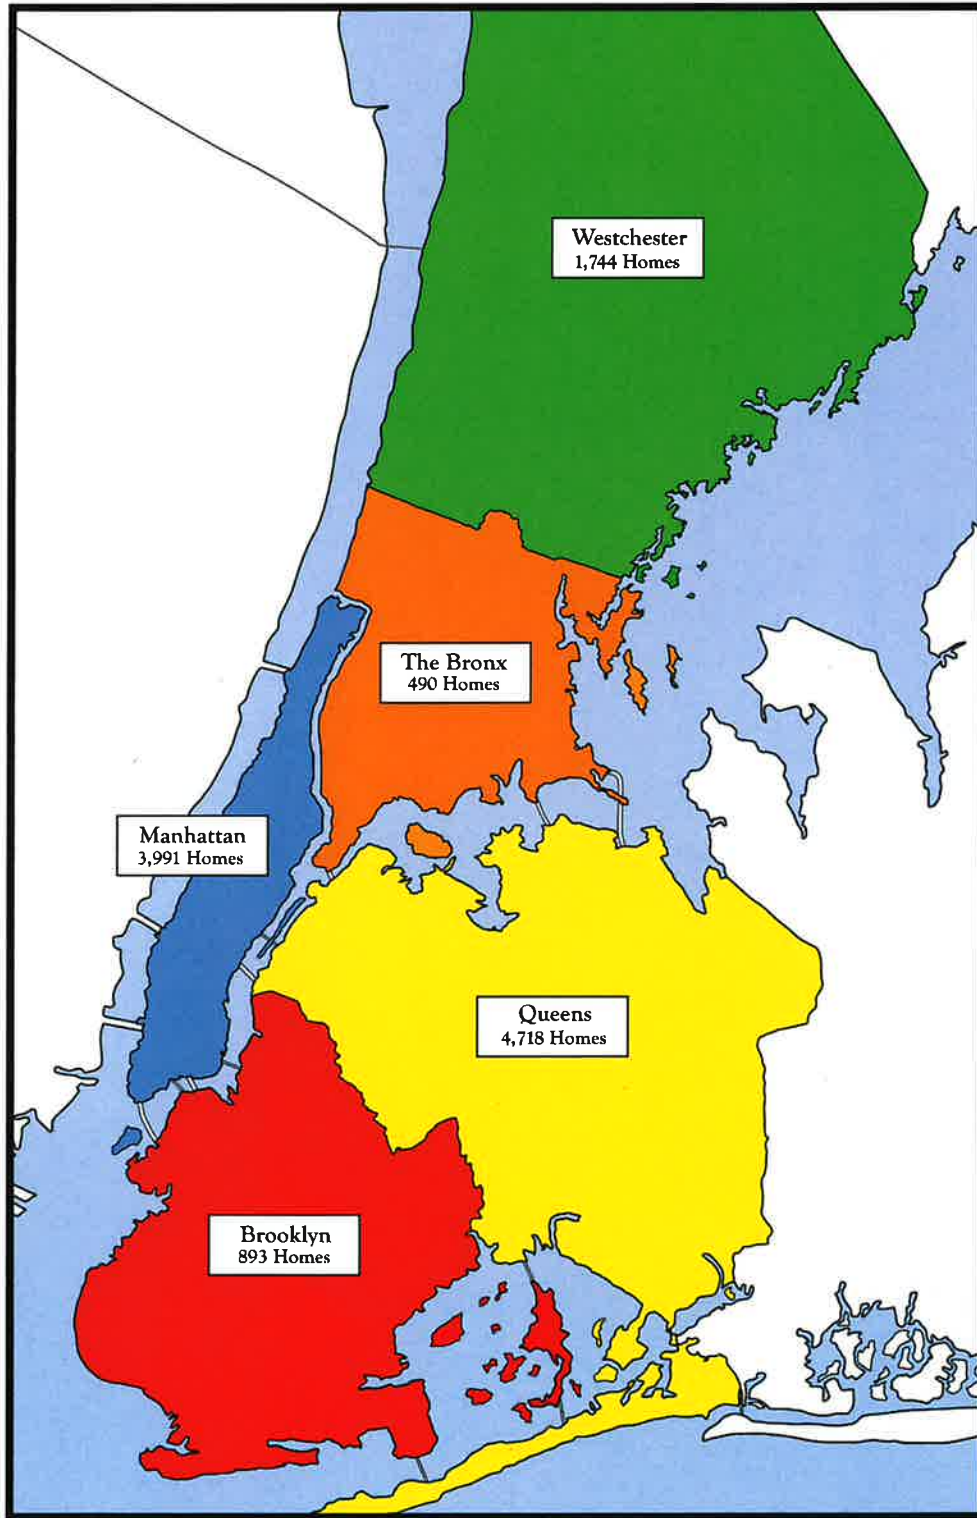 Westchester
1,744 Homes
The Bronx
490 Homes
Manhattan
3,991 Homes
Queens
4,718 Homes
Brooklyn
893 Homes